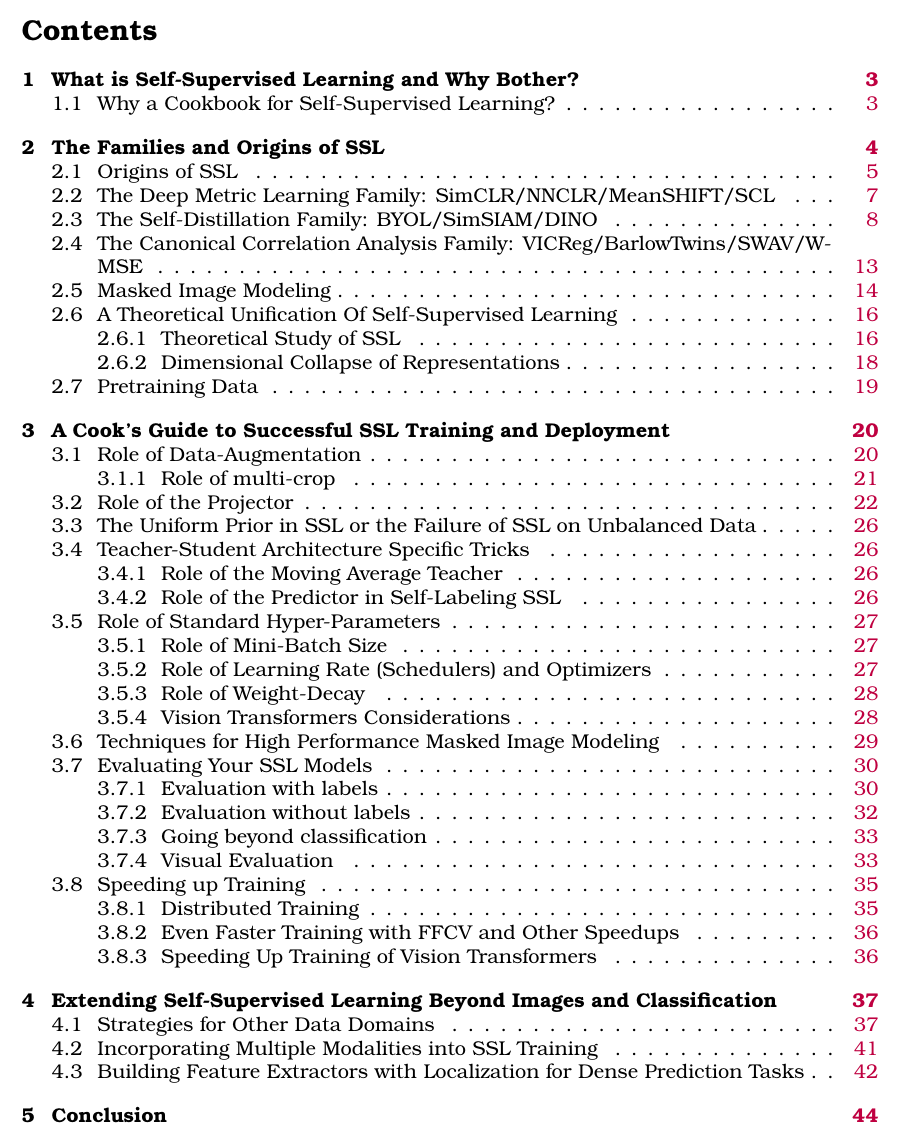 Contents
1 What is Self-Supervised Learning and Why Bother? 3
1.1 Why a Cookbook for Self-Supervised Learning? . . . . . . . . . . . . . . . . . 3
2 The Families and Origins of SSL 4
2.1 Origins of SSL . . . . . . . . . . . . . . . . . . . . . . . . . . . . . . . . . . . . 5
2.2 The Deep Metric Learning Family: SimCLR/NNCLR/MeanSHIFT/SCL . . . 7
2.3 The Self-Distillation Family: BYOL/SimSIAM/DINO . . . . . . . . . . . . . . 8
2.4 The Canonical Correlation Analysis Family: VICReg/BarlowTwins/SWAV/W-
MSE . . . . . . . . . . . . . . . . . . . . . . . . . . . . . . . . . . . . . . . . . . 13
2.5 Masked Image Modeling . . . . . . . . . . . . . . . . . . . . . . . . . . . . . . . 14
2.6 A Theoretical Unification Of Self-Supervised Learning . . . . . . . . . . . . . 16
2.6.1 Theoretical Study of SSL . . . . . . . . . . . . . . . . . . . . . . . . . . 16
2.6.2 Dimensional Collapse of Representations . . . . . . . . . . . . . . . . . 18
2.7 Pretraining Data . . . . . . . . . . . . . . . . . . . . . . . . . . . . . . . . . . . 19
3 A Cook's Guide to Successful SSL Training and Deployment 20
3.1 Role of Data-Augmentation . . . . . . . . . . . . . . . . . . . . . . . . . . . . . 20
3.1.1 Role of multi-crop . . . . . . . . . . . . . . . . . . . . . . . . . . . . . . 21
3.2 Role of the Projector . . . . . . . . . . . . . . . . . . . . . . . . . . . . . . . . . 22
3.3 The Uniform Prior in SSL or the Failure of SSL on Unbalanced Data . . . . . 26
3.4 Teacher-Student Architecture Specific Tricks . . . . . . . . . . . . . . . . . . 26
3.4.1 Role of the Moving Average Teacher . . . . . . . . . . . . . . . . . . . . 26
3.4.2 Role of the Predictor in Self-Labeling SSL . . . . . . . . . . . . . . . . 26
3.5 Role of Standard Hyper-Parameters . . . . . . . . . . . . . . . . . . . . . . . . 27
3.5.1 Role of Mini-Batch Size . . . . . . . . . . . . . . . . . . . . . . . . . . . 27
3.5.2 Role of Learning Rate (Schedulers) and Optimizers . . . . . . . . . . . 27
3.5.3 Role of Weight-Decay . . . . . . . . . . . . . . . . . . . . . . . . . . . . 28
3.5.4 Vision Transformers Considerations . . . . . . . . . . . . . . . . . . . . 28
3.6 Techniques for High Performance Masked Image Modeling . . . . . . . . . . 29
3.7 Evaluating Your SSL Models . . . . . . . . . . . . . . . . . . . . . . . . . . . . 30
3.7.1 Evaluation with labels . . . . . . . . . . . . . . . . . . . . . . . . . . . . 30
3.7.2 Evaluation without labels . . . . . . . . . . . . . . . . . . . . . . . . . . 32
3.7.3 Going beyond classification . . . . . . . . . . . . . . . . . . . . . . . . . 33
3.7.4 Visual Evaluation . . . . . . . . . . . . . . . . . . . . . . . . . . . . . . 33
3.8 Speeding up Training . . . . . . . . . . . . . . . . . . . . . . . . . . . . . . . . 35
3.8.1 Distributed Training . . . . . . . . . . . . . . . . . . . . . . . . . . . . . 35
3.8.2 Even Faster Training with FFCV and Other Speedups . . . . . . . . . 36
3.8.3 Speeding Up Training of Vision Transformers . . . . . . . . . . . . . . 36
4 Extending Self-Supervised Learning Beyond Images and Classification 37
4.1 Strategies for Other Data Domains . . . . . . . . . . . . . . . . . . . . . . . . 37
4.2 Incorporating Multiple Modalities into SSL Training . . . . . . . . . . . . . . 41
4.3 Building Feature Extractors with Localization for Dense Prediction Tasks . . 42
5 Conclusion 44